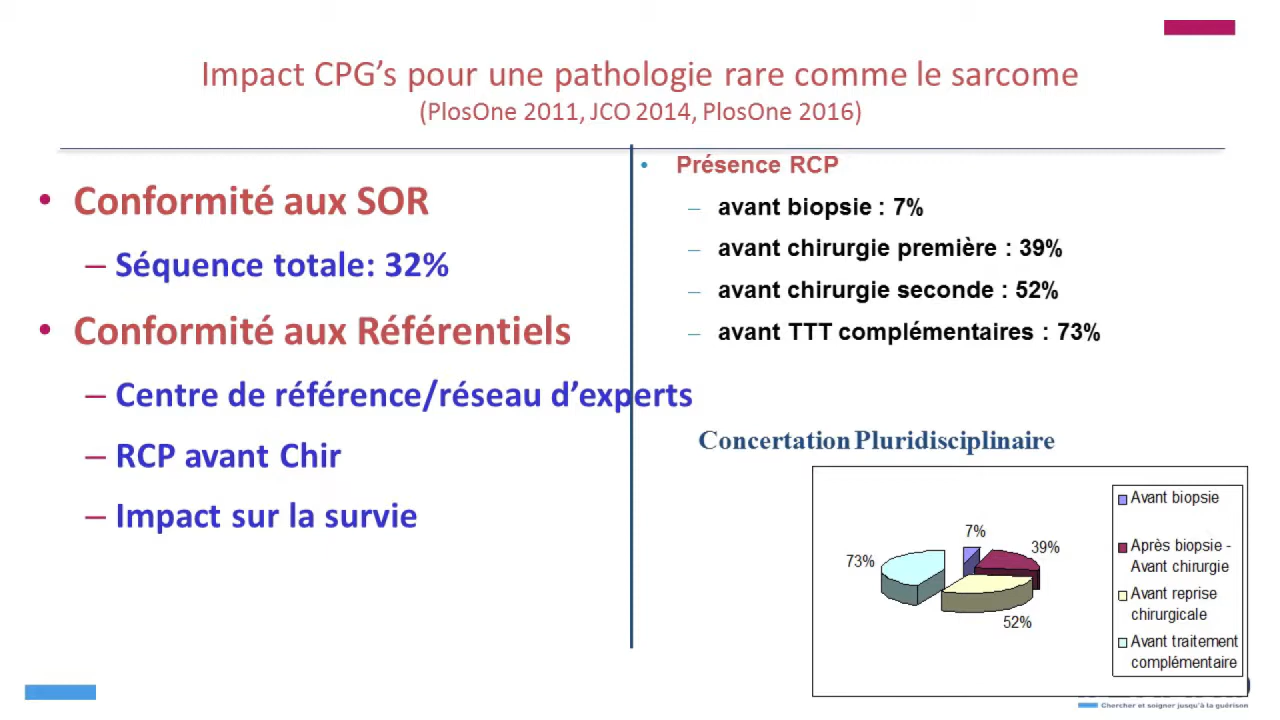 Impact CPG’s pour une pathologie rare comme le sarcome
(PlosOne 2011, JCO 2014, PlosOne 2016)
• Conformité aux SOR
– Séquence totale: 32%
• Conformité aux Référentiels
– Centre de référence/réseau d’experts
– RCP avant Chir
– Impact sur la survie
• Présence RCP
– avant biopsie : 7%
– avant chirurgie première : 39%
– avant chirurgie seconde : 52%
– avant TTT complémentaires : 73%
Concertation Pluridisciplinaire
7%
39%
73%
52%
Avant biopsie
Après biopsie -
Avant chirurgie
Avant reprise
chirurgicale
Avant traitement
complémentaire
Chercher et soigner jusqu'à la guérison